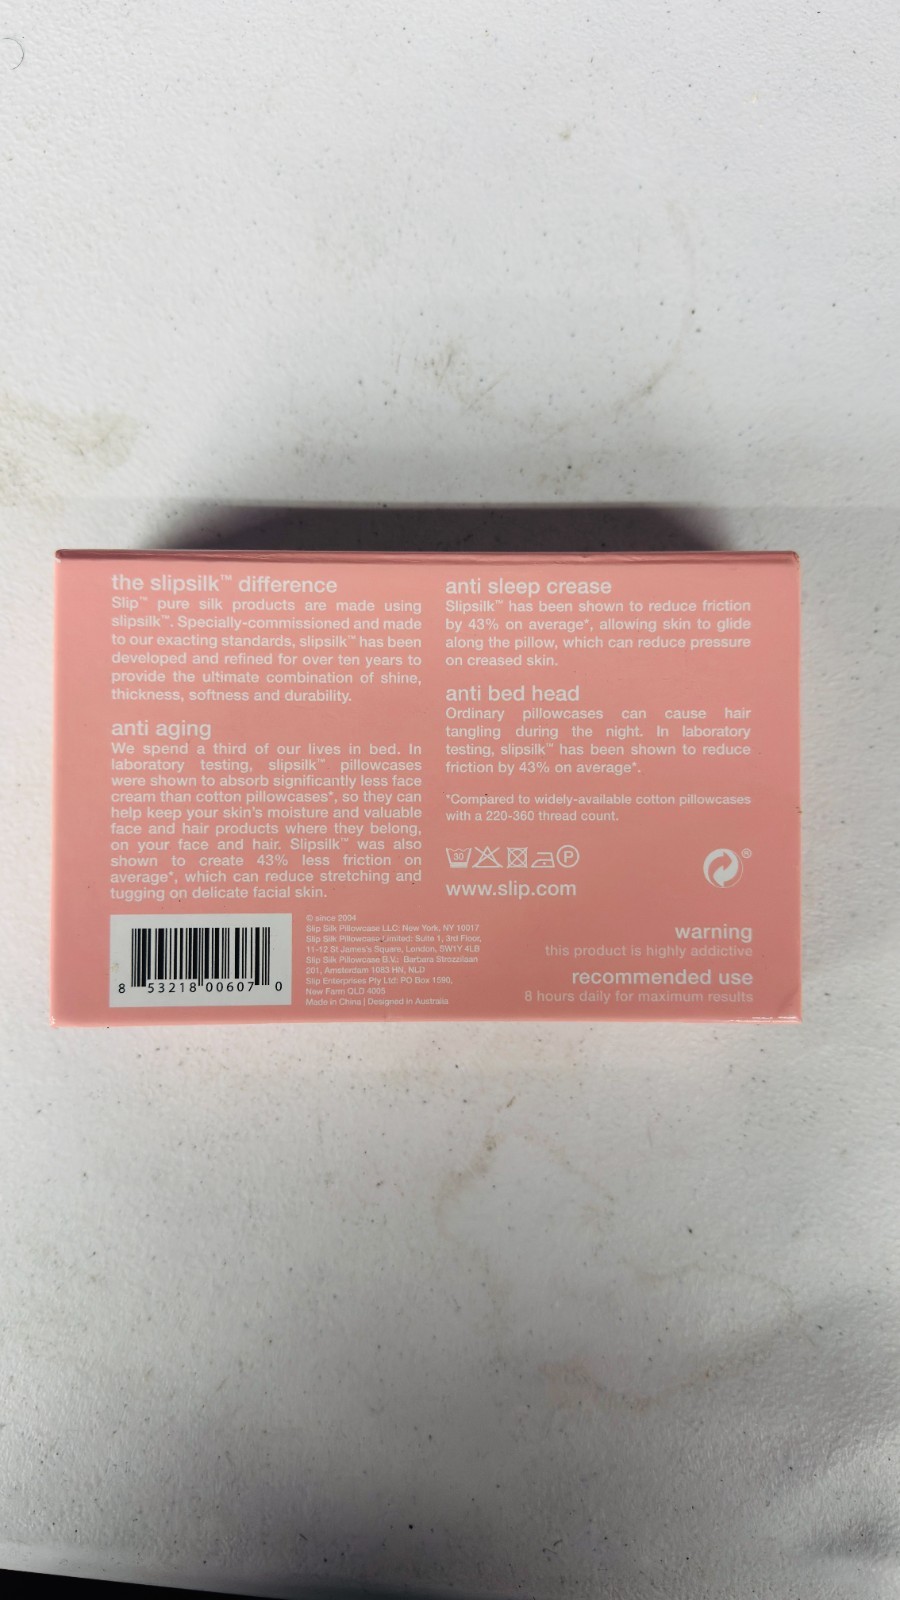 the slipsilk™ difference
Slip™ pure silk products are made using
slipsilk™. Specially-commissioned and made
to our exacting standards, slipsilk™ has been
developed and refined for over ten years to
provide the ultimate combination of shine,
thickness, softness and durability.
anti aging
We spend a third of our lives in bed. In
laboratory testing, slipsilk™ pillowcases
were shown to absorb significantly less face
cream than cotton pillowcases*, so they can
help keep your skin's moisture and valuable
face and hair products where they belong,
on your face and hair. Slipsilk™ was also
shown to create 43% less friction on
average*, which can reduce stretching and
tugging on delicate facial skin.
anti sleep crease
Slipsilk™ has been shown to reduce friction
by 43% on average*, allowing skin to glide
along the pillow, which can reduce pressure
on creased skin.
anti bed head
Ordinary pillowcases can cause hair
tangling during the night. In laboratory
testing, slipsilk™ has been shown to reduce
friction by 43% on average*.
*Compared to widely-available cotton pillowcases
with a 220-360 thread count.
30 P ®
www.slip.com
8 53218 00607 0
© since 2004
Slip Silk Pillowcase LLC: New York, NY 10017
Slip Silk Pillowcase Limited: Suite 1, 3rd Floor,
11-12 St James's Square, London, SW1Y 4LB
Slip Silk Pillowcase B.V.: Barbara Strozzilaan
201, Amsterdam 1083 HN, NLD
Slip Enterprises Pty Ltd: PO Box 1590,
New Farm QLD 4005
Made in China | Designed in Australia
warning
this product is highly addictive
recommended use
8 hours daily for maximum results